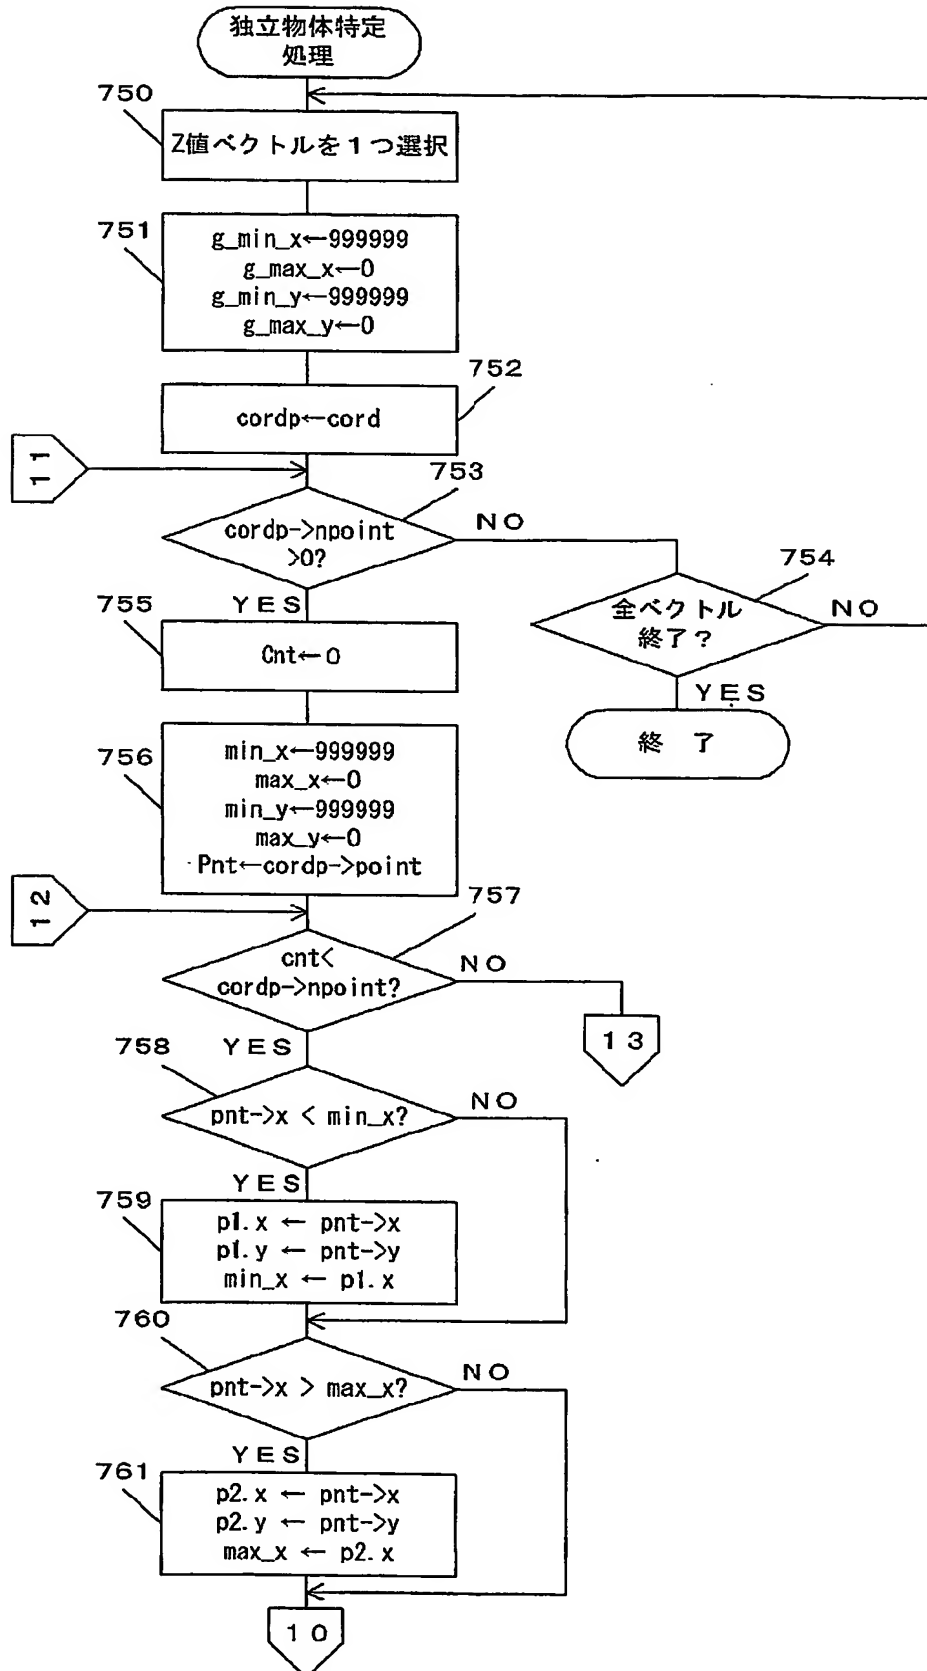 独立物体特定
処理
750
Z値ベクトルを1つ選択
751
g_min_x←999999
g_max_x←0
g_min_y←999999
g_max_y←0
752
cordp←cord
11
753
cordp->npoint
>0?
NO
YES
754
全ベクトル
終了?
NO
YES
終 了
755
Cnt←0
756
min_x←999999
max_x←0
min_y←999999
max_y←0
Pnt←cordp->point
12
757
cnt<
cordp->npoint?
NO
13
YES
758
pnt->x < min_x?
NO
YES
759
p1.x ← pnt->x
p1.y ← pnt->y
min_x ← p1.x
760
pnt->x > max_x?
NO
YES
761
p2.x ← pnt->x
p2.y ← pnt->y
max_x ← p2.x
10